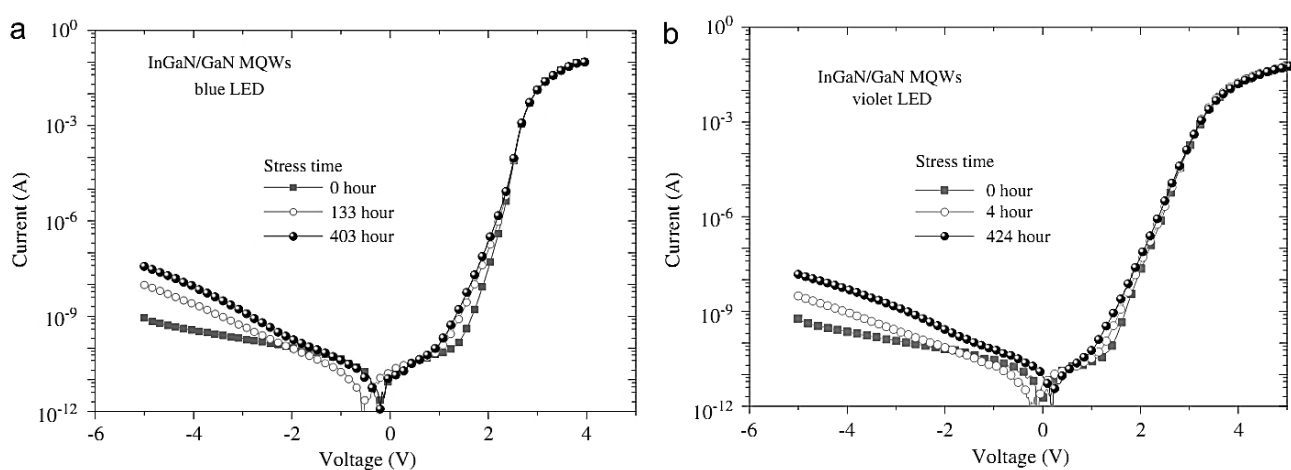 a
10^0
10^-3
10^-6
10^-9
10^-12
Current (A)
InGaN/GaN MQWs
blue LED
Stress time
0 hour
133 hour
403 hour
-6 -4 -2 0 2 4
Voltage (V)
b
10^0
10^-3
10^-6
10^-9
10^-12
Current (A)
InGaN/GaN MQWs
violet LED
Stress time
0 hour
4 hour
424 hour
-6 -4 -2 0 2 4
Voltage (V)